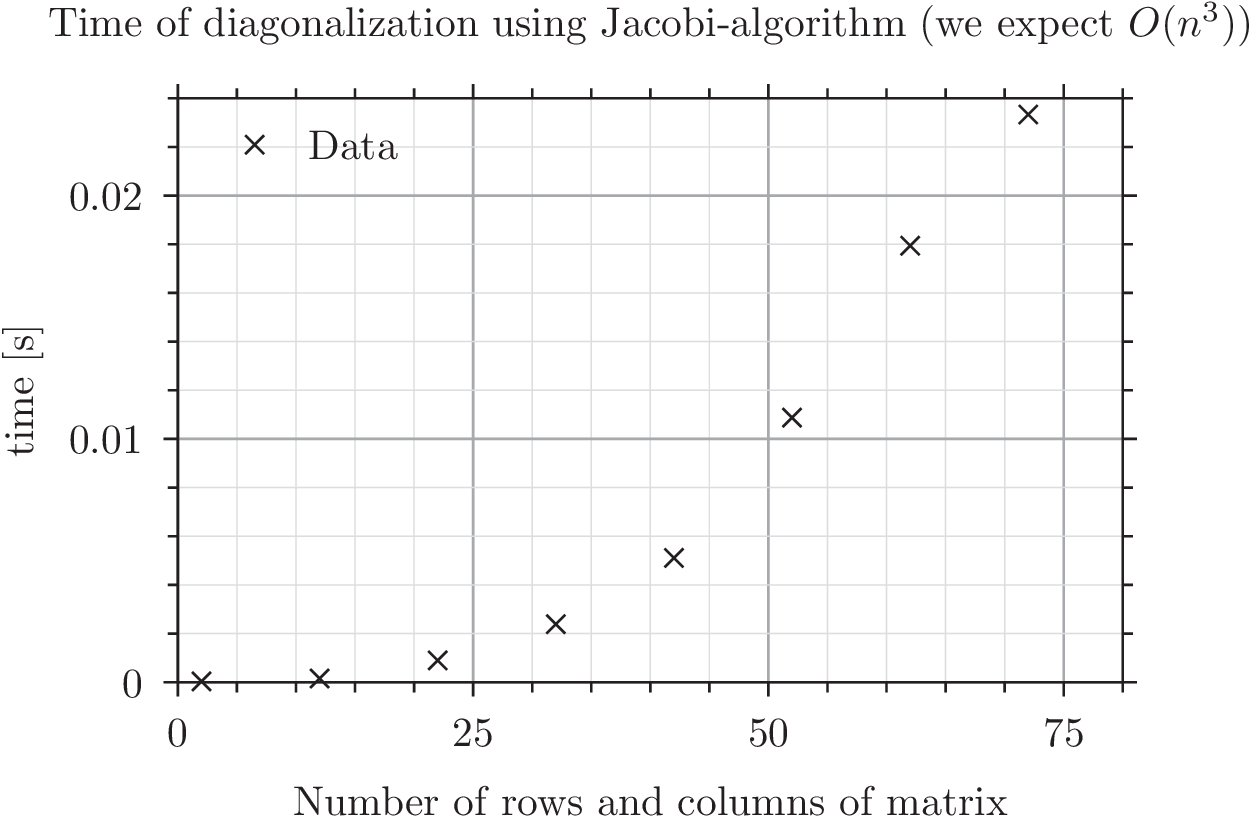 Time of diagonalization using Jacobi-algorithm (we expect O(n³))
Data
0.02
0.01
0
time [s]
0 25 50 75
Number of rows and columns of matrix